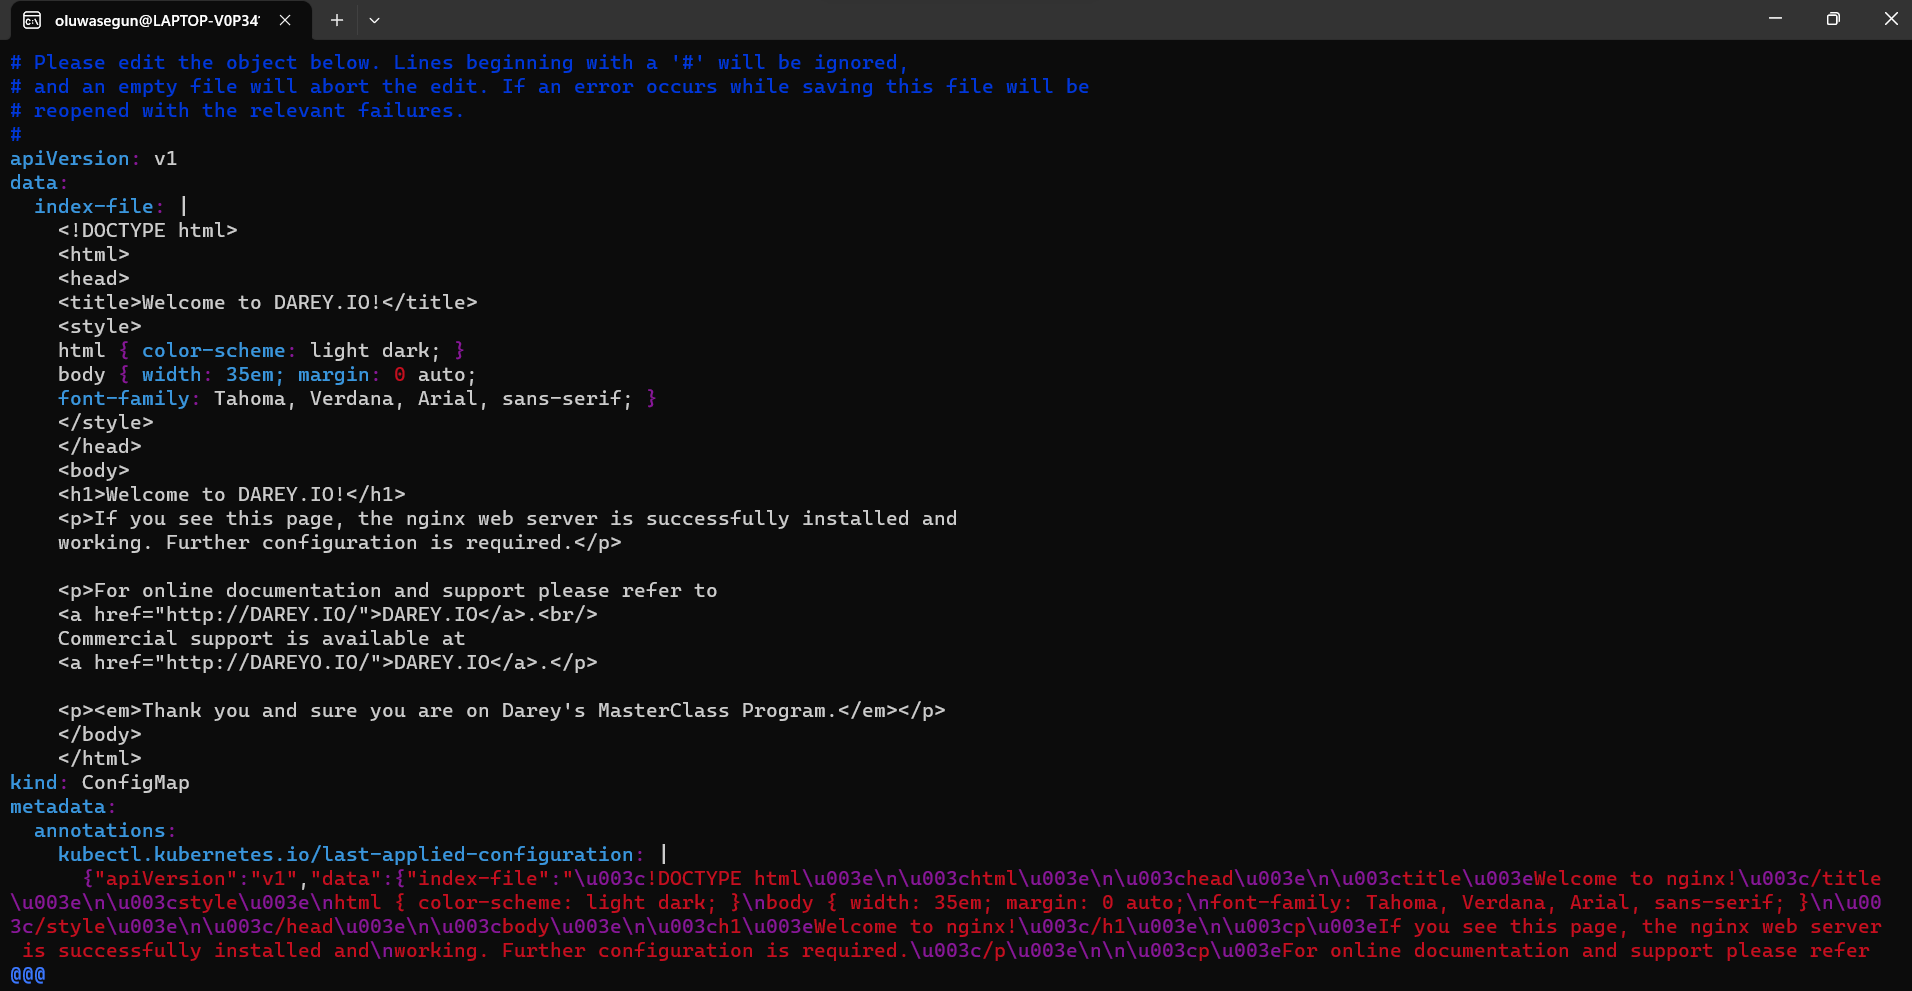 oluwasegun@LAPTOP-V0P34
# Please edit the object below. Lines beginning with a '#' will be ignored,
# and an empty file will abort the edit. If an error occurs while saving this file will be
# reopened with the relevant failures.
#
apiVersion: v1
data:
  index-file: |
    <!DOCTYPE html>
    <html>
    <head>
    <title>Welcome to DAREY.IO!</title>
    <style>
    html { color-scheme: light dark; }
    body { width: 35em; margin: 0 auto;
    font-family: Tahoma, Verdana, Arial, sans-serif; }
    </style>
    </head>
    <body>
    <h1>Welcome to DAREY.IO!</h1>
    <p>If you see this page, the nginx web server is successfully installed and
    working. Further configuration is required.</p>

    <p>For online documentation and support please refer to
    <a href="http://DAREY.IO/">DAREY.IO</a>.<br/>
    Commercial support is available at
    <a href="http://DAREYO.IO/">DAREY.IO</a>.</p>

    <p><em>Thank you and sure you are on Darey's MasterClass Program.</em></p>
    </body>
    </html>
kind: ConfigMap
metadata:
  annotations:
    kubectl.kubernetes.io/last-applied-configuration: |
      {"apiVersion":"v1","data":{"index-file":"\u003c!DOCTYPE html\u003e\n\u003chtml\u003e\n\u003chead\u003e\n\u003ctitle\u003eWelcome to nginx!\u003c/title
\u003e\n\u003cstyle\u003e\nhtml { color-scheme: light dark; }\nbody { width: 35em; margin: 0 auto;\nfont-family: Tahoma, Verdana, Arial, sans-serif; }\n\u00
3c/style\u003e\n\u003c/head\u003e\n\u003cbody\u003e\n\u003ch1\u003eWelcome to nginx!\u003c/h1\u003e\n\u003cp\u003eIf you see this page, the nginx web server
 is successfully installed and\nworking. Further configuration is required.\u003c/p\u003e\n\n\u003cp\u003eFor online documentation and support please refer
@@@